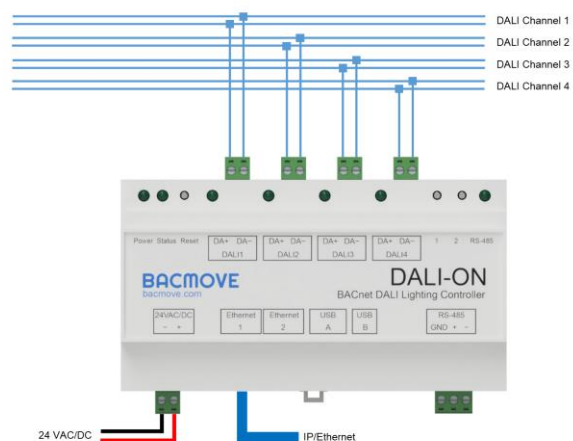 DALI Channel 1
DALI Channel 2
DALI Channel 3
DALI Channel 4
Power Status Reset
DA+ DA− DA+ DA− DA+ DA− DA+ DA−
DALI1 DALI2 DALI3 DALI4
1 2 RS-485
BACMOVE
bacmove.com
DALI-ON
BACnet DALI Lighting Controller
24VAC/DC Ethernet Ethernet USB USB RS-485
− + 1 2 A B GND + −
24 VAC/DC
IP/Ethernet